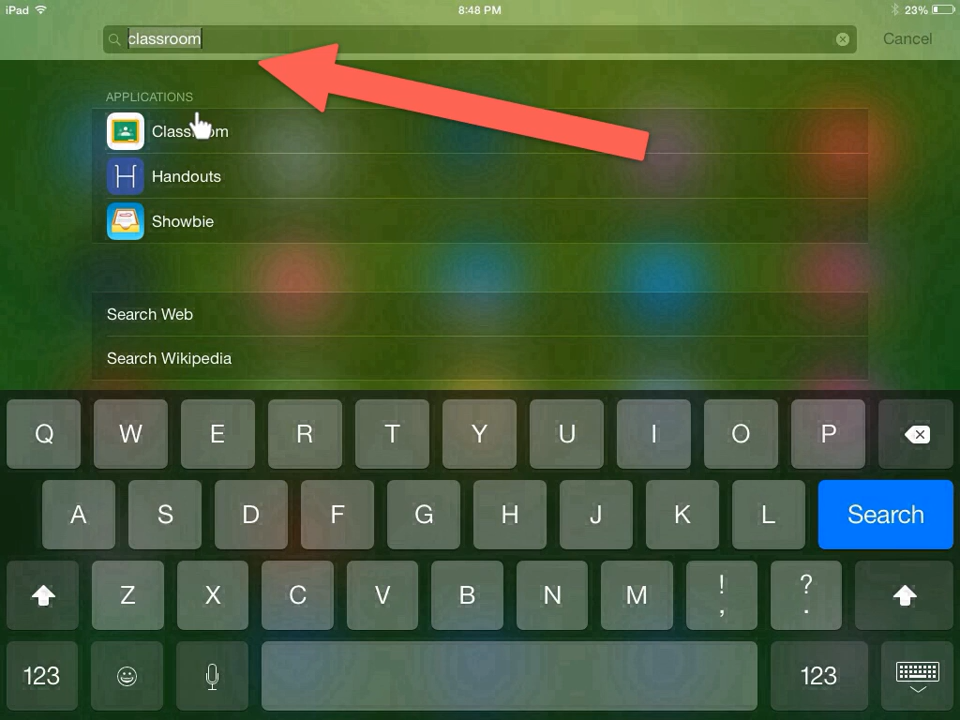 iPad 8:48 PM 23%
classroom Cancel
APPLICATIONS
Classroom
Handouts
Showbie
Search Web
Search Wikipedia
Q W E R T Y U I O P
A S D F G H J K L Search
Z X C V B N M ! , ? .
123 123